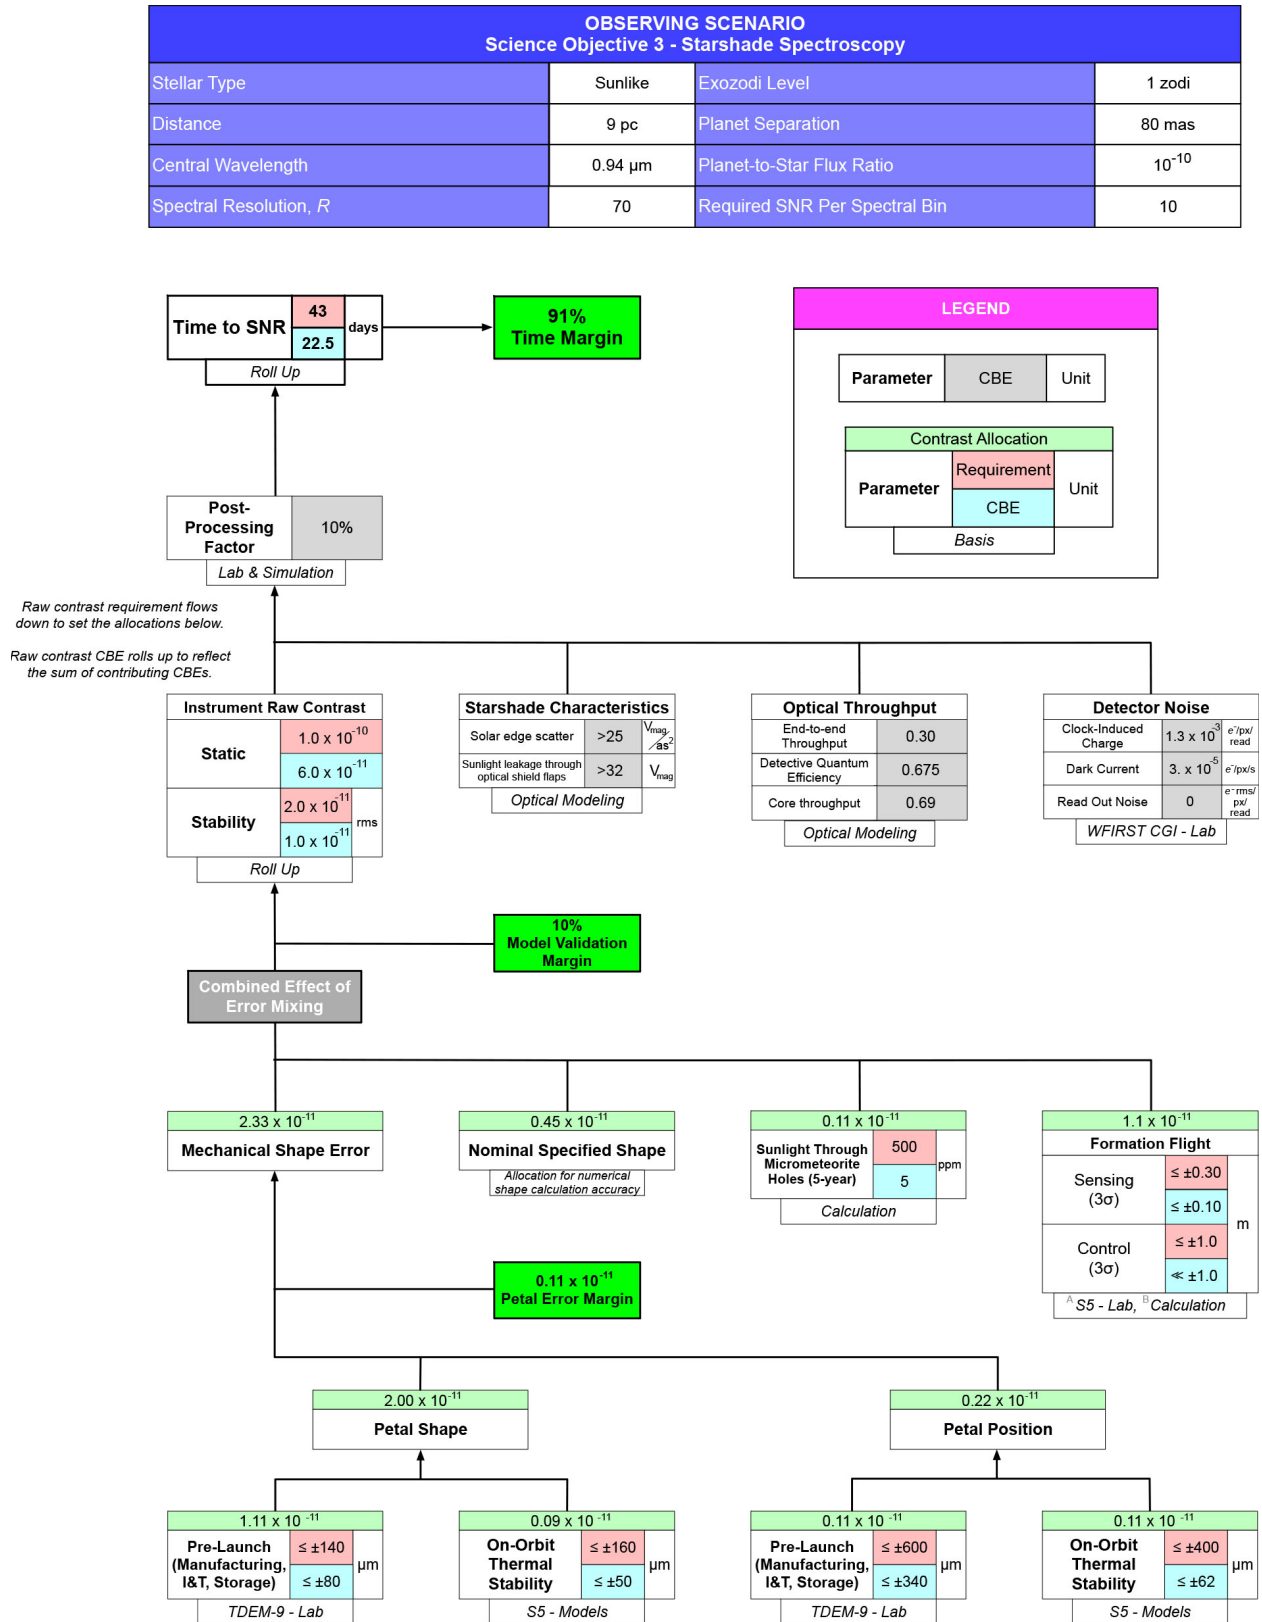 OBSERVING SCENARIO
Science Objective 3 - Starshade Spectroscopy
Stellar Type Sunlike Exozodi Level 1 zodi
Distance 9 pc Planet Separation 80 mas
Central Wavelength 0.94 µm Planet-to-Star Flux Ratio 10⁻¹⁰
Spectral Resolution, R 70 Required SNR Per Spectral Bin 10
Time to SNR 43 22.5 days
Roll Up
91%
Time Margin
LEGEND
Parameter CBE Unit
Contrast Allocation
Parameter Requirement CBE Unit
Basis
Post-
Processing
Factor
10%
Lab & Simulation
Raw contrast requirement flows
down to set the allocations below.
Raw contrast CBE rolls up to reflect
the sum of contributing CBEs.
Instrument Raw Contrast
Static 1.0 x 10⁻¹⁰
6.0 x 10⁻¹¹
Stability 2.0 x 10⁻¹¹
1.0 x 10⁻¹¹
rms
Roll Up
Starshade Characteristics
Solar edge scatter >25 Vmag/as²
Sunlight leakage through
optical shield flaps
>32 Vmag
Optical Modeling
Optical Throughput
End-to-end
Throughput
0.30
Detective Quantum
Efficiency
0.675
Core throughput 0.69
Optical Modeling
Detector Noise
Clock-Induced
Charge
1.3 x 10⁻³ e⁻/px/
read
Dark Current 3. x 10⁻⁵ e⁻/px/s
Read Out Noise 0 e⁻rms/
px/
read
WFIRST CGI - Lab
10%
Model Validation
Margin
Combined Effect of
Error Mixing
2.33 x 10⁻¹¹
Mechanical Shape Error
0.45 x 10⁻¹¹
Nominal Specified Shape
Allocation for numerical
shape calculation accuracy
0.11 x 10⁻¹¹
Sunlight Through
Micrometeorite
Holes (5-year)
500
5
ppm
Calculation
1.1 x 10⁻¹¹
Formation Flight
Sensing
(3σ)
≤ ±0.30
≤ ±0.10
m
Control
(3σ)
≤ ±1.0
≪ ±1.0
ᴬ S5 - Lab, ᴮ Calculation
0.11 x 10⁻¹¹
Petal Error Margin
2.00 x 10⁻¹¹
Petal Shape
0.22 x 10⁻¹¹
Petal Position
1.11 x 10⁻¹¹
Pre-Launch
(Manufacturing,
I&T, Storage)
≤ ±140
≤ ±80
µm
TDEM-9 - Lab
0.09 x 10⁻¹¹
On-Orbit
Thermal
Stability
≤ ±160
≤ ±50
µm
S5 - Models
0.11 x 10⁻¹¹
Pre-Launch
(Manufacturing,
I&T, Storage)
≤ ±600
≤ ±340
µm
TDEM-9 - Lab
0.11 x 10⁻¹¹
On-Orbit
Thermal
Stability
≤ ±400
≤ ±62
µm
S5 - Models